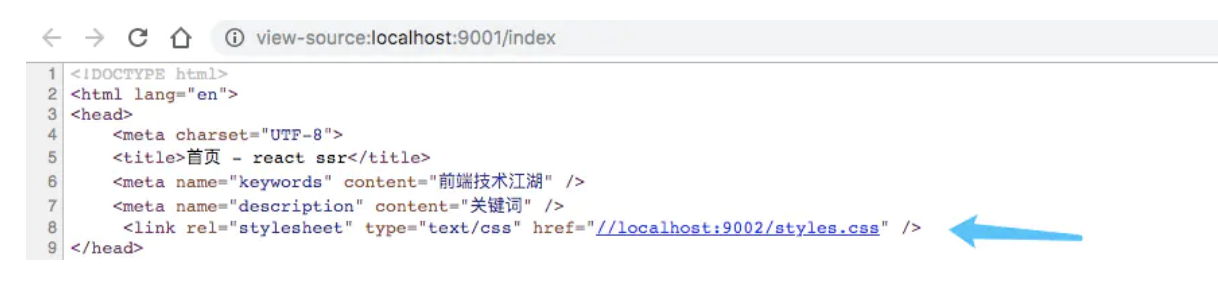 view-source:localhost:9001/index
1 <!DOCTYPE html>
2 <html lang="en">
3 <head>
4 <meta charset="UTF-8">
5 <title>首页 - react ssr</title>
6 <meta name="keywords" content="前端技术江湖" />
7 <meta name="description" content="关键词" />
8 <link rel="stylesheet" type="text/css" href="//localhost:9002/styles.css" />
9 </head>